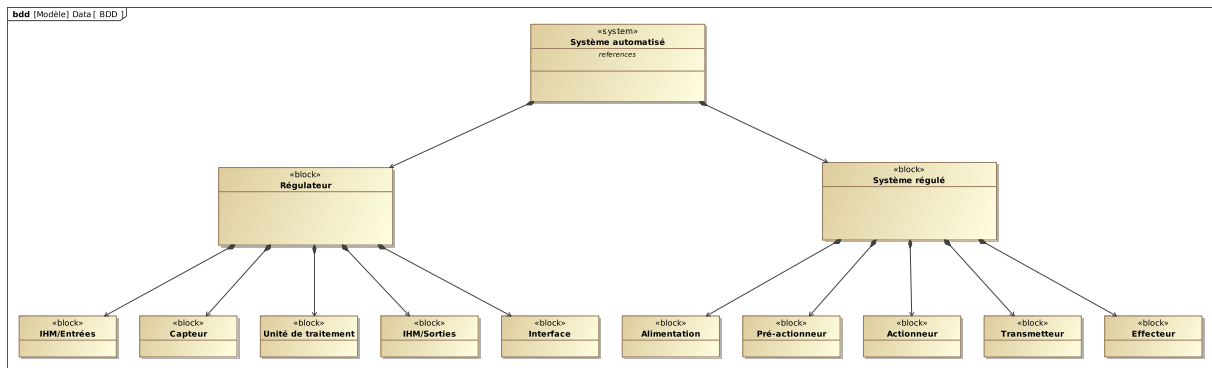 bdd [Modèle] Data [ BDD ]
«system»
Système automatisé
references
«block»
Régulateur
«block»
Système régulé
«block»
IHM/Entrées
«block»
Capteur
«block»
Unité de traitement
«block»
IHM/Sorties
«block»
Interface
«block»
Alimentation
«block»
Pré-actionneur
«block»
Actionneur
«block»
Transmetteur
«block»
Effecteur